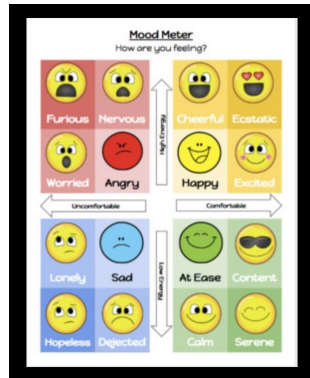 Mood Meter
How are you feeling?
Furious Nervous
Cheerful Ecstatic
High Energy
Worried Angry
Happy Excited
Uncomfortable
Comfortable
Lonely Sad
Low Energy
At Ease Content
Hopeless Dejected
Calm Serene